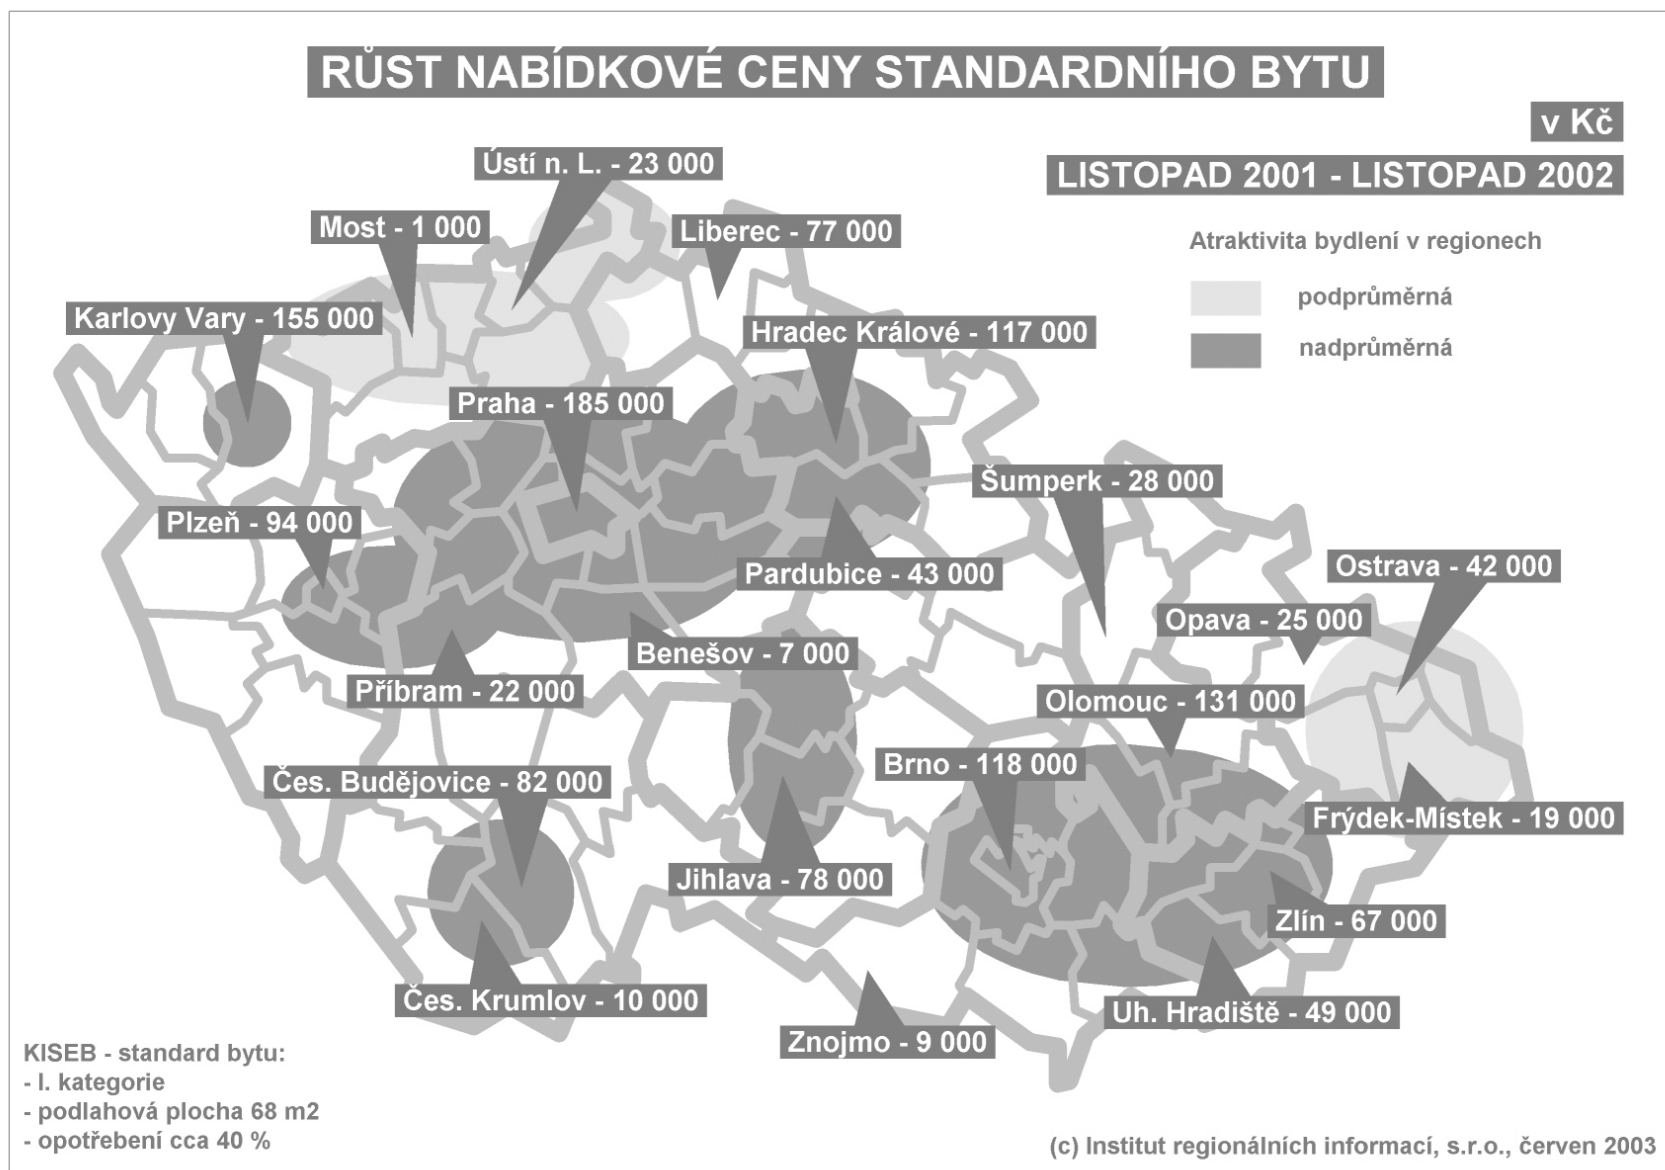 RŮST NABÍDKOVÉ CENY STANDARDNÍHO BYTU
v Kč
LISTOPAD 2001 - LISTOPAD 2002
Ústí n. L. - 23 000
Most - 1 000
Liberec - 77 000
Atraktivita bydlení v regionech
podprůměrná
nadprůměrná
Karlovy Vary - 155 000
Hradec Králové - 117 000
Praha - 185 000
Šumperk - 28 000
Plzeň - 94 000
Pardubice - 43 000
Ostrava - 42 000
Opava - 25 000
Benešov - 7 000
Příbram - 22 000
Olomouc - 131 000
Brno - 118 000
Čes. Budějovice - 82 000
Frýdek-Místek - 19 000
Jihlava - 78 000
Zlín - 67 000
Čes. Krumlov - 10 000
Uh. Hradiště - 49 000
Znojmo - 9 000
KISEB - standard bytu:
- I. kategorie
- podlahová plocha 68 m2
- opotřebení cca 40 %
(c) Institut regionálních informací, s.r.o., červen 2003